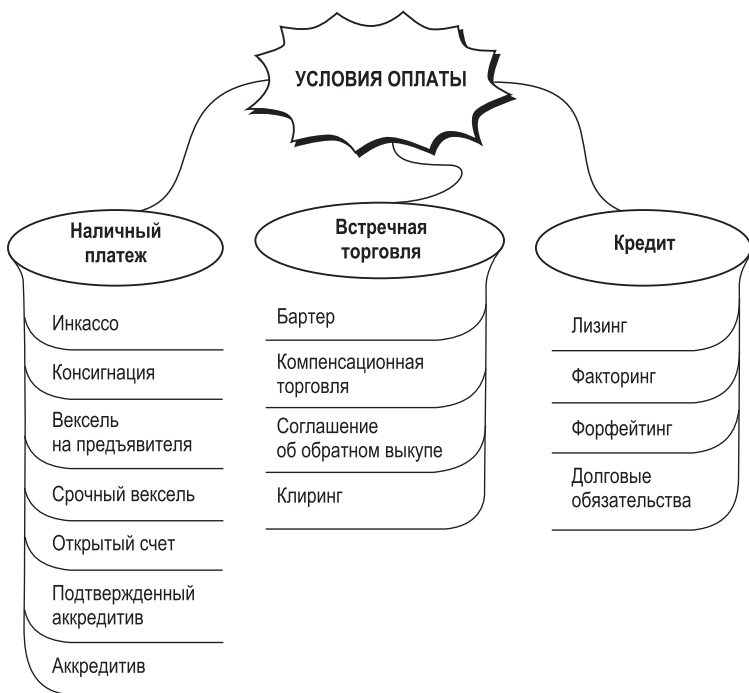 УСЛОВИЯ ОПЛАТЫ
Наличный
платеж
Инкассо
Консигнация
Вексель
на предъявителя
Срочный вексель
Открытый счет
Подтвержденный
аккредитив
Аккредитив
Встречная
торговля
Бартер
Компенсационная
торговля
Соглашение
об обратном выкупе
Клиринг
Кредит
Лизинг
Факторинг
Форфейтинг
Долговые
обязательства